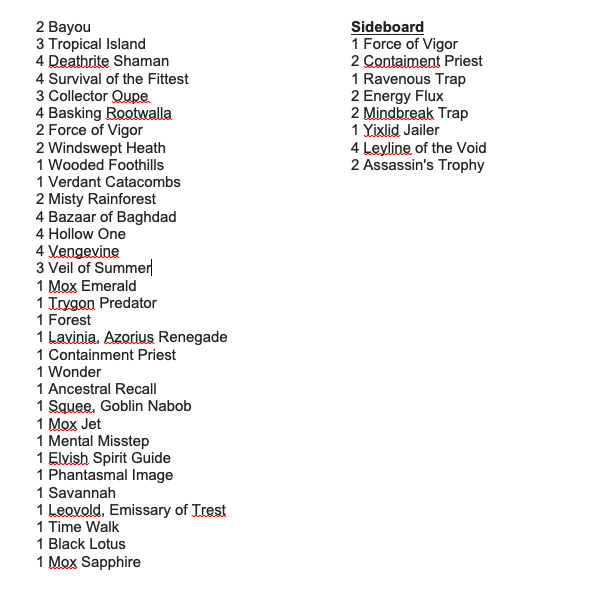 2 Bayou
3 Tropical Island
4 Deathrite Shaman
4 Survival of the Fittest
3 Collector Oupe
4 Basking Rootwalla
2 Force of Vigor
2 Windswept Heath
1 Wooded Foothills
1 Verdant Catacombs
2 Misty Rainforest
4 Bazaar of Baghdad
4 Hollow One
4 Vengevine
3 Veil of Summer
1 Mox Emerald
1 Trygon Predator
1 Forest
1 Lavinia, Azorius Renegade
1 Containment Priest
1 Wonder
1 Ancestral Recall
1 Squee, Goblin Nabob
1 Mox Jet
1 Mental Misstep
1 Elvish Spirit Guide
1 Phantasmal Image
1 Savannah
1 Leovold, Emissary of Trest
1 Time Walk
1 Black Lotus
1 Mox Sapphire
Sideboard
1 Force of Vigor
2 Contaiment Priest
1 Ravenous Trap
2 Energy Flux
2 Mindbreak Trap
1 Yixlid Jailer
4 Leyline of the Void
2 Assassin's Trophy